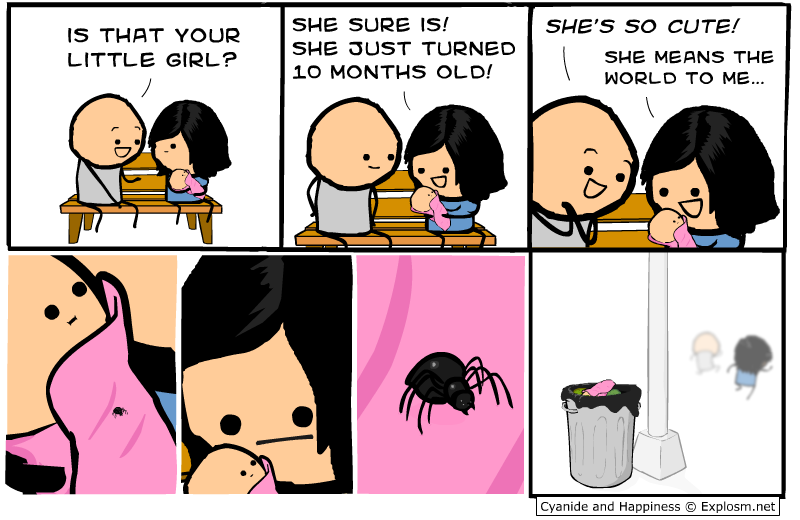 IS THAT YOUR
LITTLE GIRL?
SHE SURE IS!
SHE JUST TURNED
10 MONTHS OLD!
SHE'S SO CUTE!
SHE MEANS THE
WORLD TO ME...
Cyanide and Happiness © Explosm.net